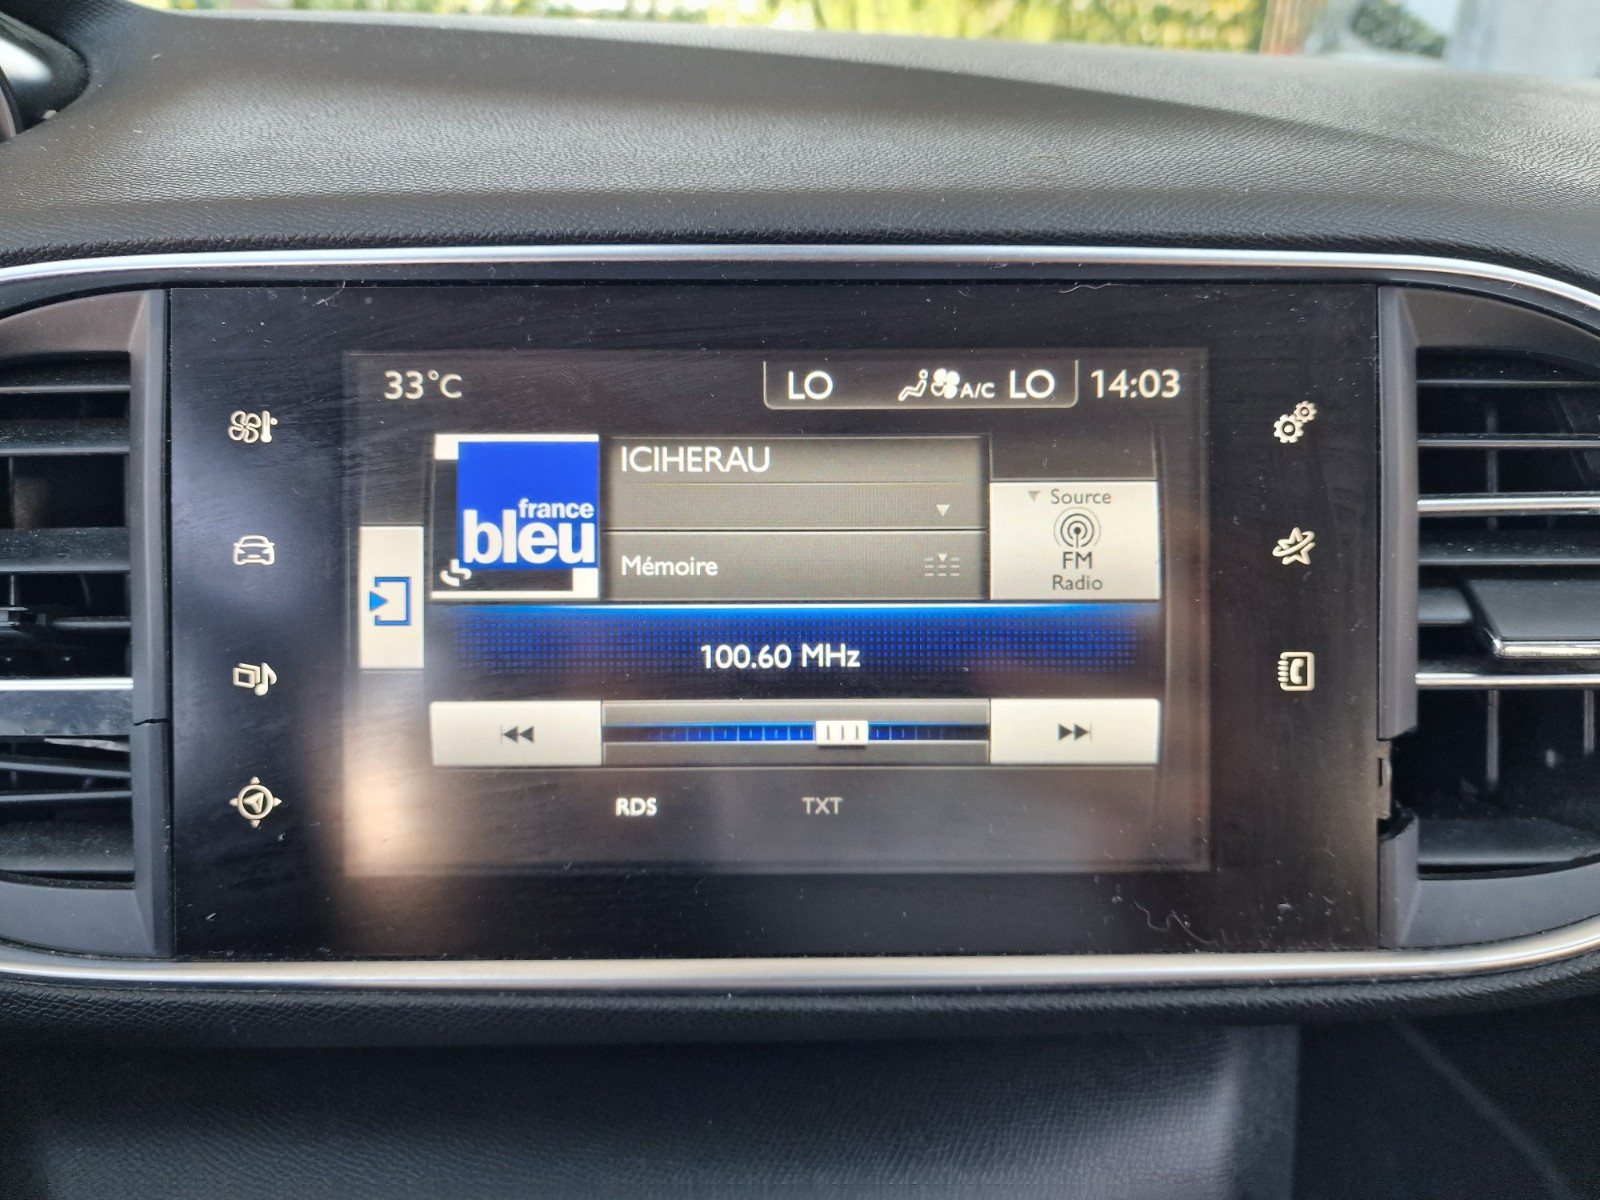 33°C
LO A/C LO 14:03
france
bleu
ICIHERAU
Mémoire
Source
FM
Radio
100.60 MHz
RDS TXT